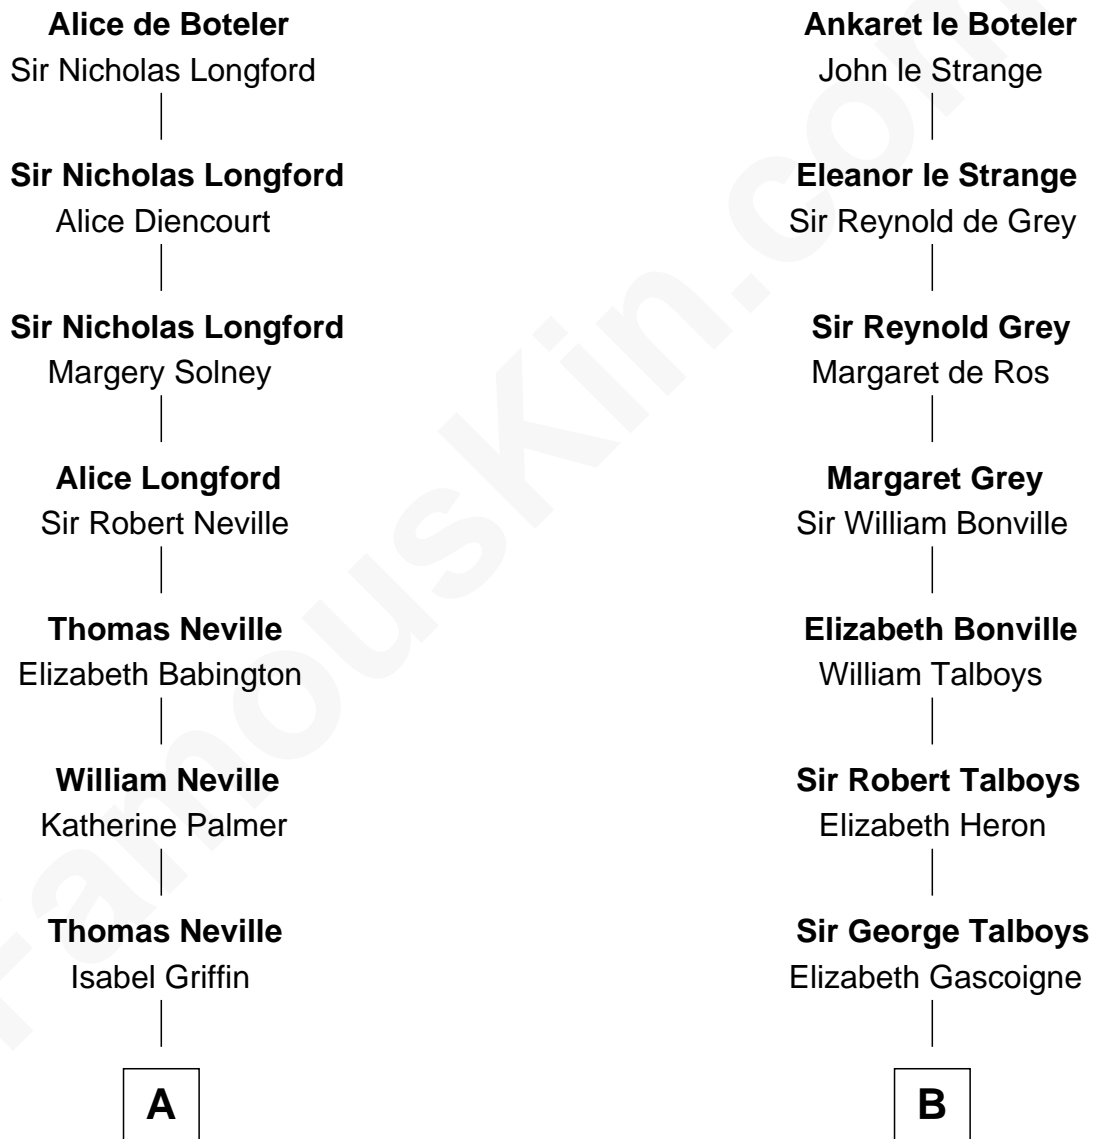 Alice de Boteler
Sir Nicholas Longford
Sir Nicholas Longford
Alice Diencourt
Sir Nicholas Longford
Margery Solney
Alice Longford
Sir Robert Neville
Thomas Neville
Elizabeth Babington
William Neville
Katherine Palmer
Thomas Neville
Isabel Griffin
A
Ankaret le Boteler
John le Strange
Eleanor le Strange
Sir Reynold de Grey
Sir Reynold Grey
Margaret de Ros
Margaret Grey
Sir William Bonville
Elizabeth Bonville
William Talboys
Sir Robert Talboys
Elizabeth Heron
Sir George Talboys
Elizabeth Gascoigne
B
FamousKin.com